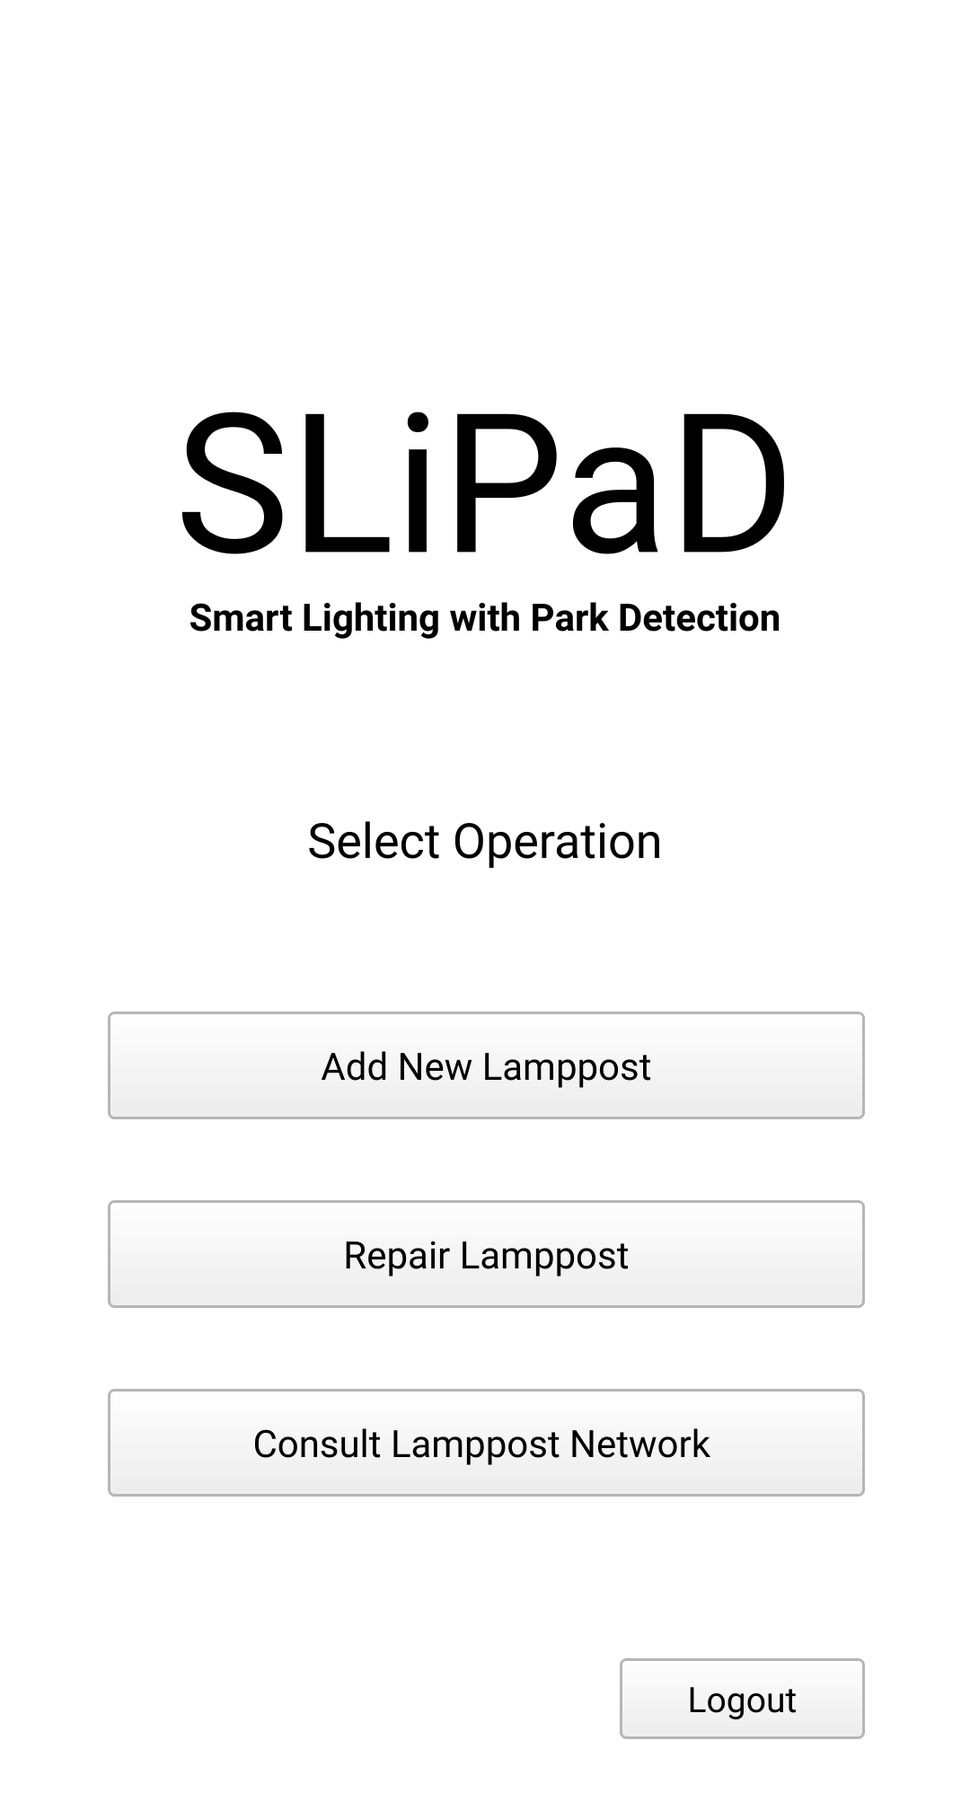 SLiPaD
Smart Lighting with Park Detection
Select Operation
Add New Lamppost
Repair Lamppost
Consult Lamppost Network
Logout